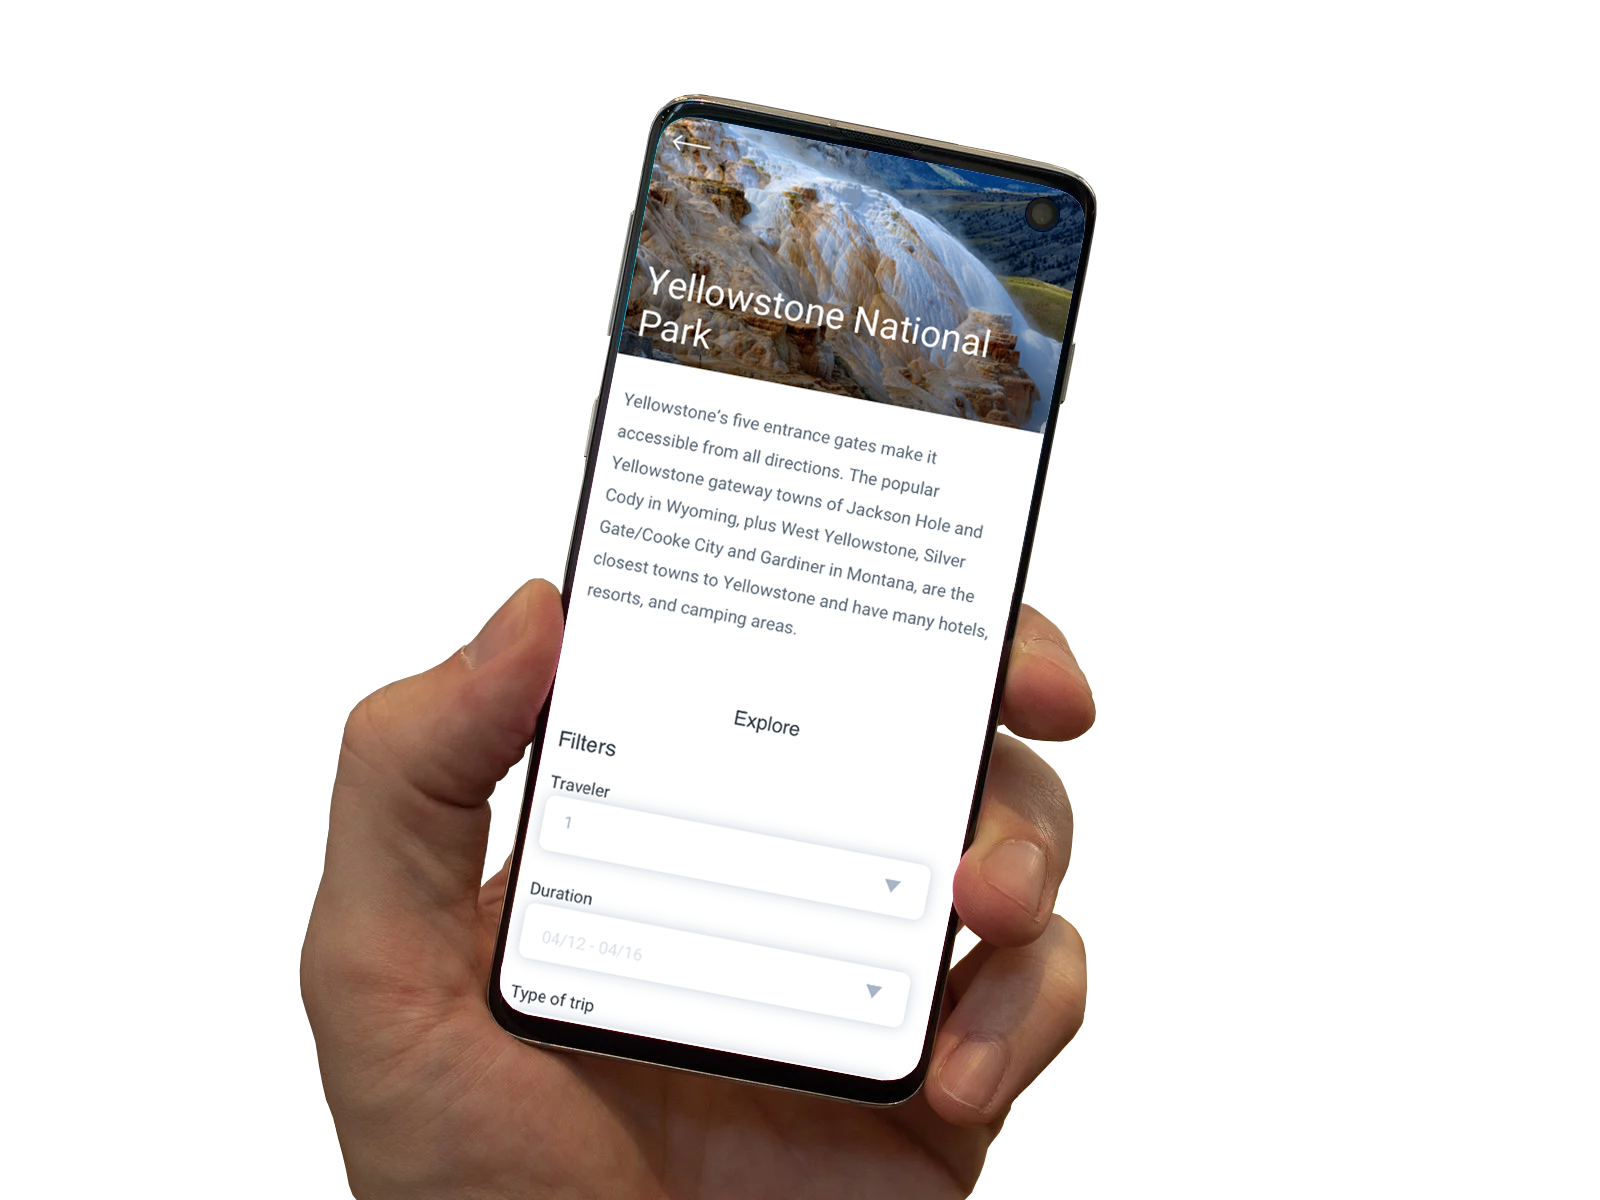 Yellowstone National
Park
Yellowstone’s five entrance gates make it
accessible from all directions. The popular
Yellowstone gateway towns of Jackson Hole and
Cody in Wyoming, plus West Yellowstone, Silver
Gate/Cooke City and Gardiner in Montana, are the
closest towns to Yellowstone and have many hotels,
resorts, and camping areas.
Explore
Filters
Traveler
1
Duration
04/12 - 04/16
Type of trip